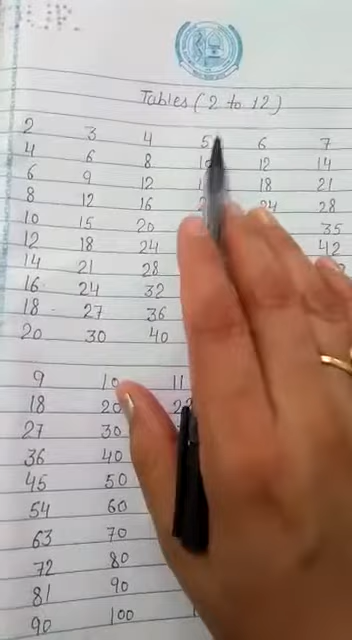 Tables (2 to 12)
2 3 4 5 6 7
4 6 8 10 12 14
6 9 12 18 21
8 12 16 24 28
10 15 20 35
12 18 24 42
14 21 28
16 24 32
18 27 36
20 30 40
9 10 11
18 20 22
27 30
36 40
45 50
54 60
63 70
72 80
81 90
90 100